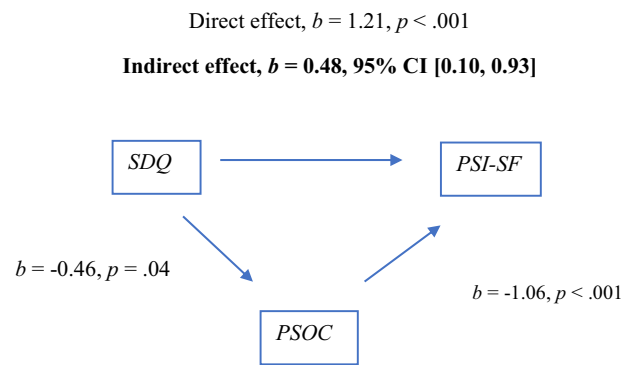 Direct effect, b = 1.21, p < .001
Indirect effect, b = 0.48, 95% CI [0.10, 0.93]
SDQ
PSI-SF
b = -0.46, p = .04
b = -1.06, p < .001
PSOC